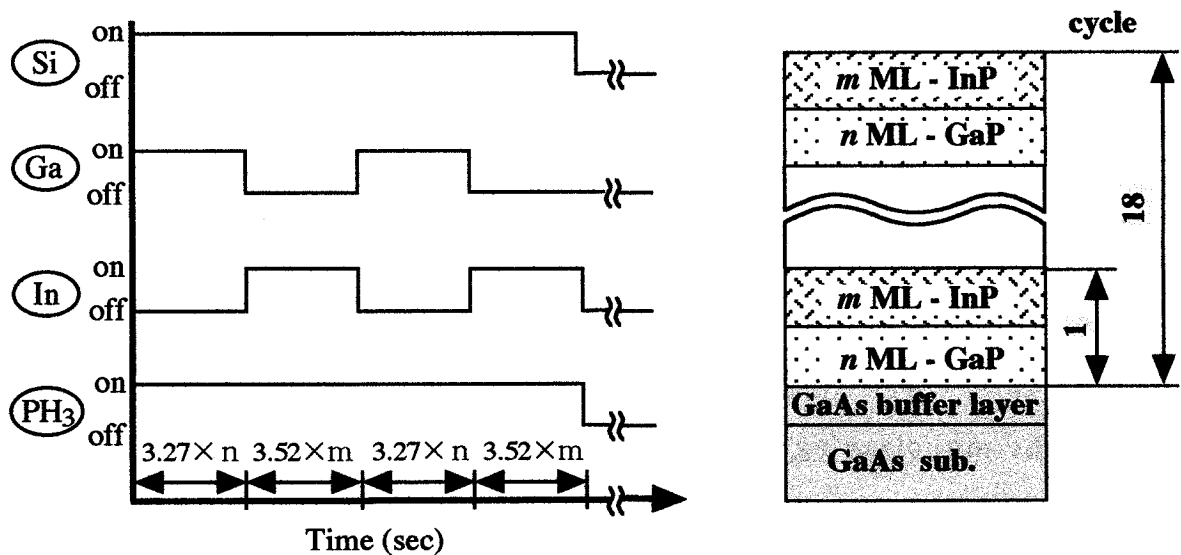 Si
on
off
Ga
on
off
In
on
off
PH3
on
off
3.27×n 3.52×m 3.27×n 3.52×m
Time (sec)
cycle
m ML - InP
n ML - GaP
18
m ML - InP
1
n ML - GaP
GaAs buffer layer
GaAs sub.